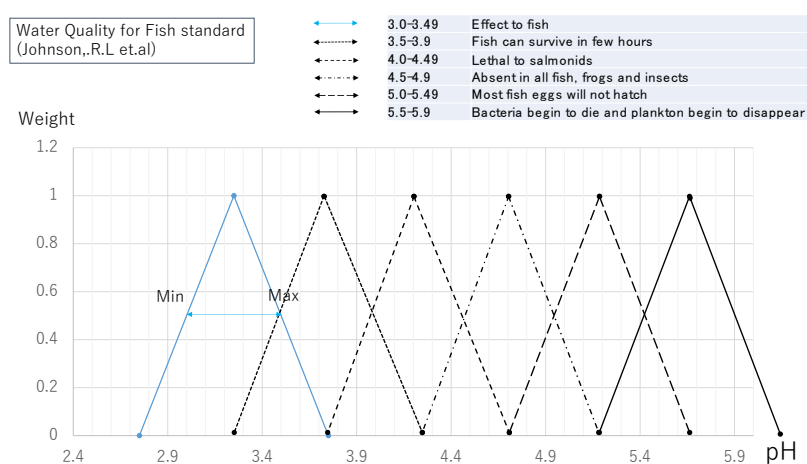 Water Quality for Fish standard
(Johnson,.R.L et.al)
3.0-3.49 Effect to fish
3.5-3.9 Fish can survive in few hours
4.0-4.49 Lethal to salmonids
4.5-4.9 Absent in all fish, frogs and insects
5.0-5.49 Most fish eggs will not hatch
5.5-5.9 Bacteria begin to die and plankton begin to disappear
Weight
1.2
1
0.8
0.6
Min Max
0.4
0.2
0
2.4 2.9 3.4 3.9 4.4 4.9 5.4 5.9 pH